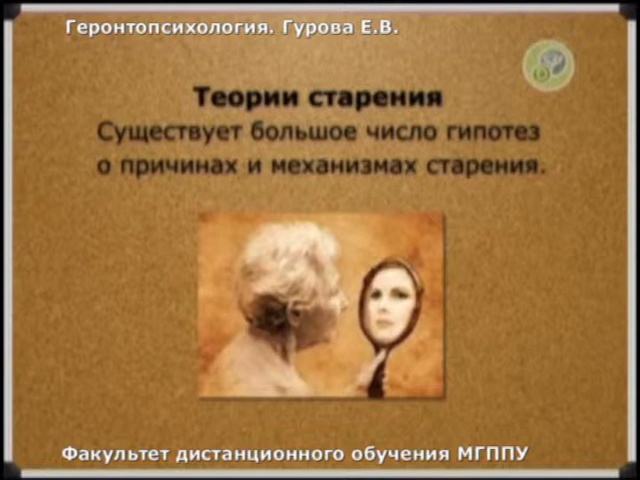 Геронтопсихология. Гурова Е.В.
Теории старения
Существует большое число гипотез
о причинах и механизмах старения.
Факультет дистанционного обучения МГППУ